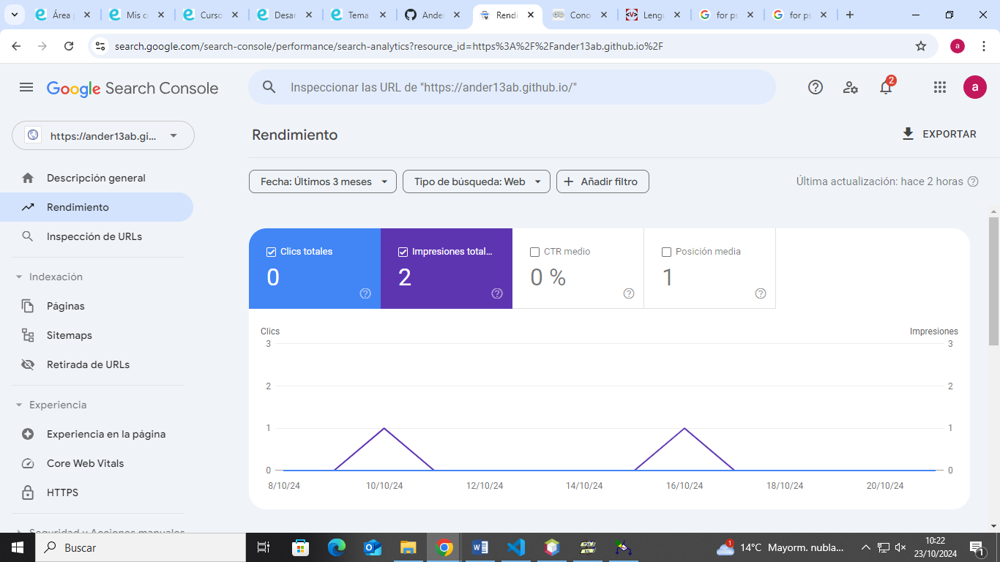 Área
Mis c
Curso
Desar
Tema
Ander
Rendi
Cono
Leng
for ps
for ps
search.google.com/search-console/performance/search-analytics?resource_id=https%3A%2F%2Fander13ab.github.io%2F
a
Google Search Console
Inspeccionar las URL de "https://ander13ab.github.io/"
2
a
https://ander13ab.gi...
Rendimiento
EXPORTAR
Descripción general
Rendimiento
Inspección de URLs
Indexación
Páginas
Sitemaps
Retirada de URLs
Experiencia
Experiencia en la página
Core Web Vitals
HTTPS
Seguridad y Acciones manuales
Fecha: Últimos 3 meses
Tipo de búsqueda: Web
Añadir filtro
Última actualización: hace 2 horas
Clics totales
0
Impresiones total...
2
CTR medio
0 %
Posición media
1
Clics
Impresiones
3 3
2 2
1 1
0 0
8/10/24 10/10/24 12/10/24 14/10/24 16/10/24 18/10/24 20/10/24
Buscar
1
14°C Mayorm. nubla...
10:22
23/10/2024
1